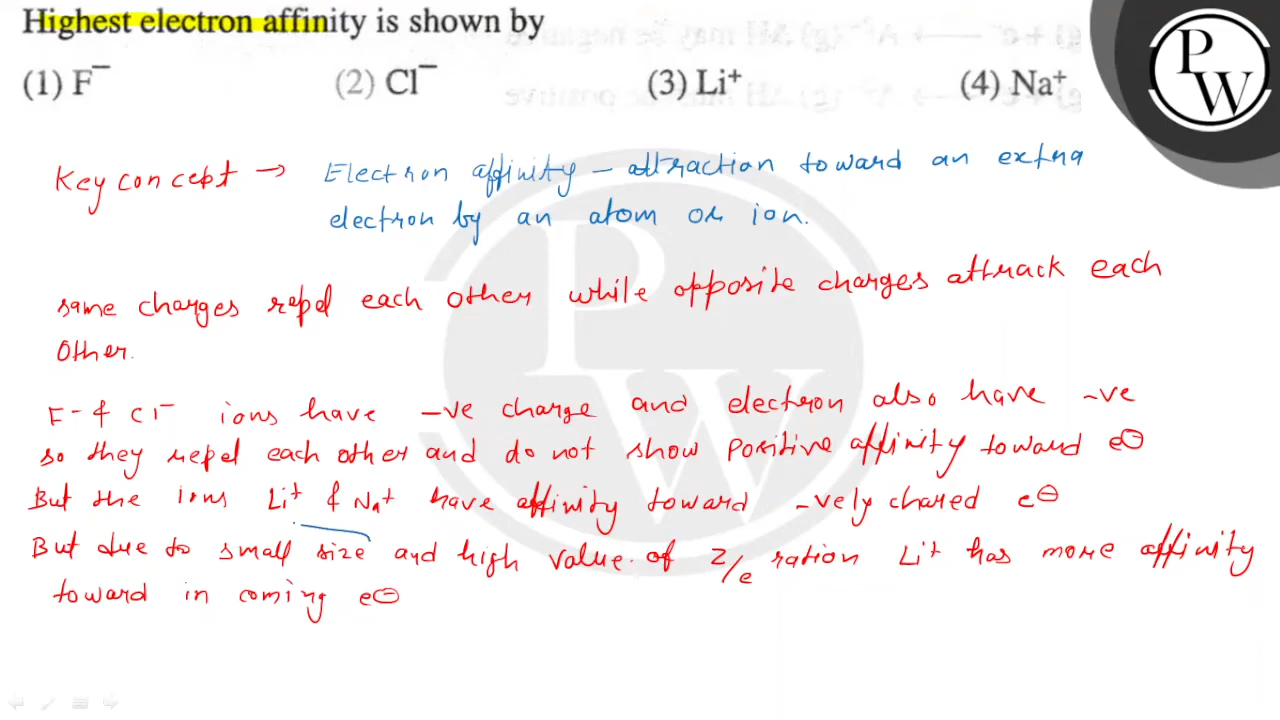 Highest electron affinity is shown by
(1) F⁻ (2) Cl⁻ (3) Li⁺ (4) Na⁺
P
W
Key concept → Electron affinity – attraction toward an extra
electron by an atom or ion.
same charges repel each other while opposite charges attrack each
Other.
F⁻ & Cl⁻ ions have -ve charge and electron also have -ve
so they repel each other and do not show positive affinity toward e⊖
But the ions Li⁺ & Na⁺ have affinity toward -vely chared e⊖
But due to small size and high value of Z/e ration Li⁺ has more affinity
toward in coming e⊖
P
W